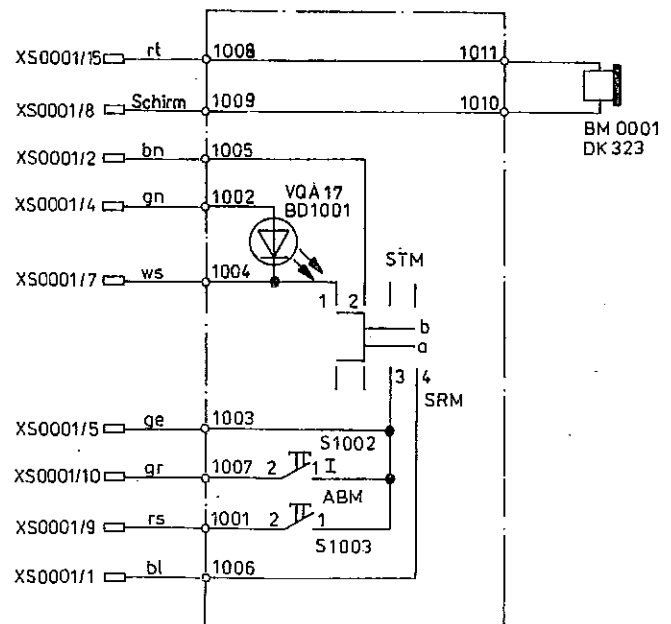 XS0001/15 rt 1008 1011
XS0001/8 Schirm 1009 1010
BM 0001
DK 323
XS0001/2 bn 1005
XS0001/4 gn 1002
VQA 17
BD1001
XS0001/7 ws 1004
STM
1 2
b
a
3 4
SRM
XS0001/5 ge 1003
S1002
XS0001/10 gr 1007 2 1 I
ABM
XS0001/9 rs 1001 2 1
S1003
XS0001/1 bl 1006